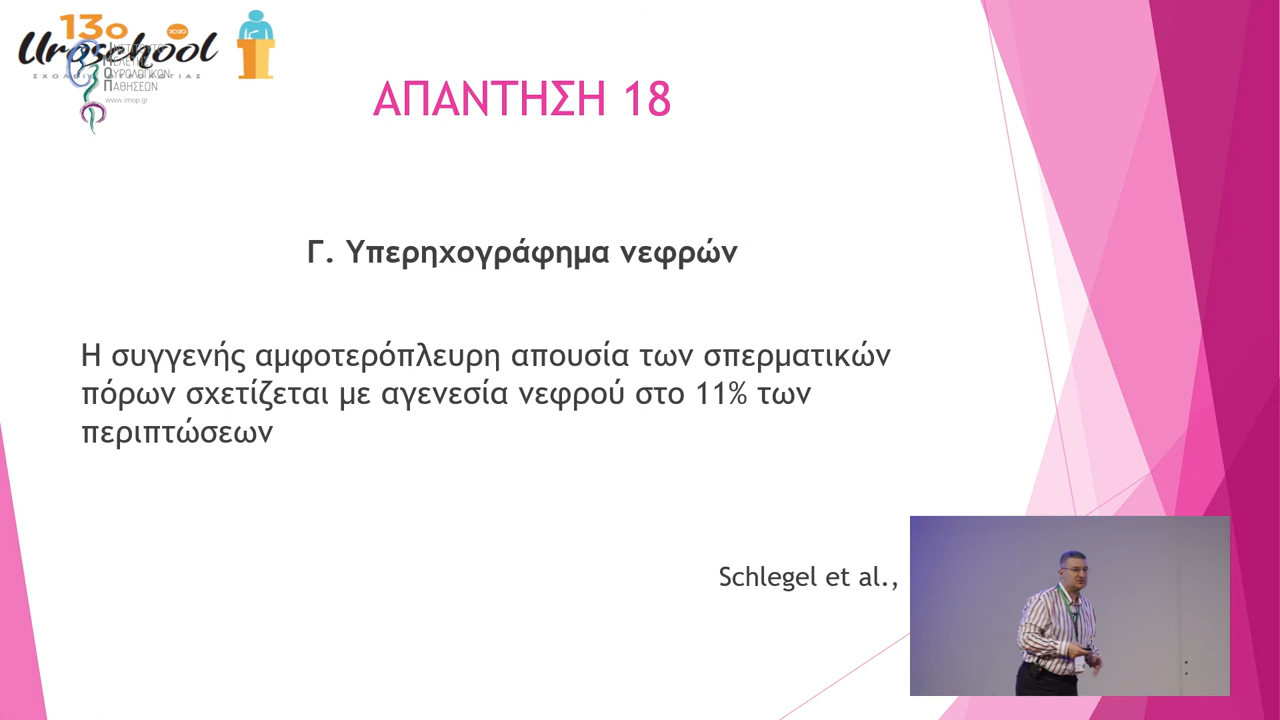 13ο
2020
Uroschool
ΙΝΣΤΙΤΟΥΤΟ
ΜΕΛΕΤΗΣ
ΟΥΡΟΛΟΓΙΚΩΝ
ΠΑΘΗΣΕΩΝ
www.imop.gr
ΑΠΑΝΤΗΣΗ 18
Γ. Υπερηχογράφημα νεφρών
Η συγγενής αμφοτερόπλευρη απουσία των σπερματικών
πόρων σχετίζεται με αγενεσία νεφρού στο 11% των
περιπτώσεων
Schlegel et al.,